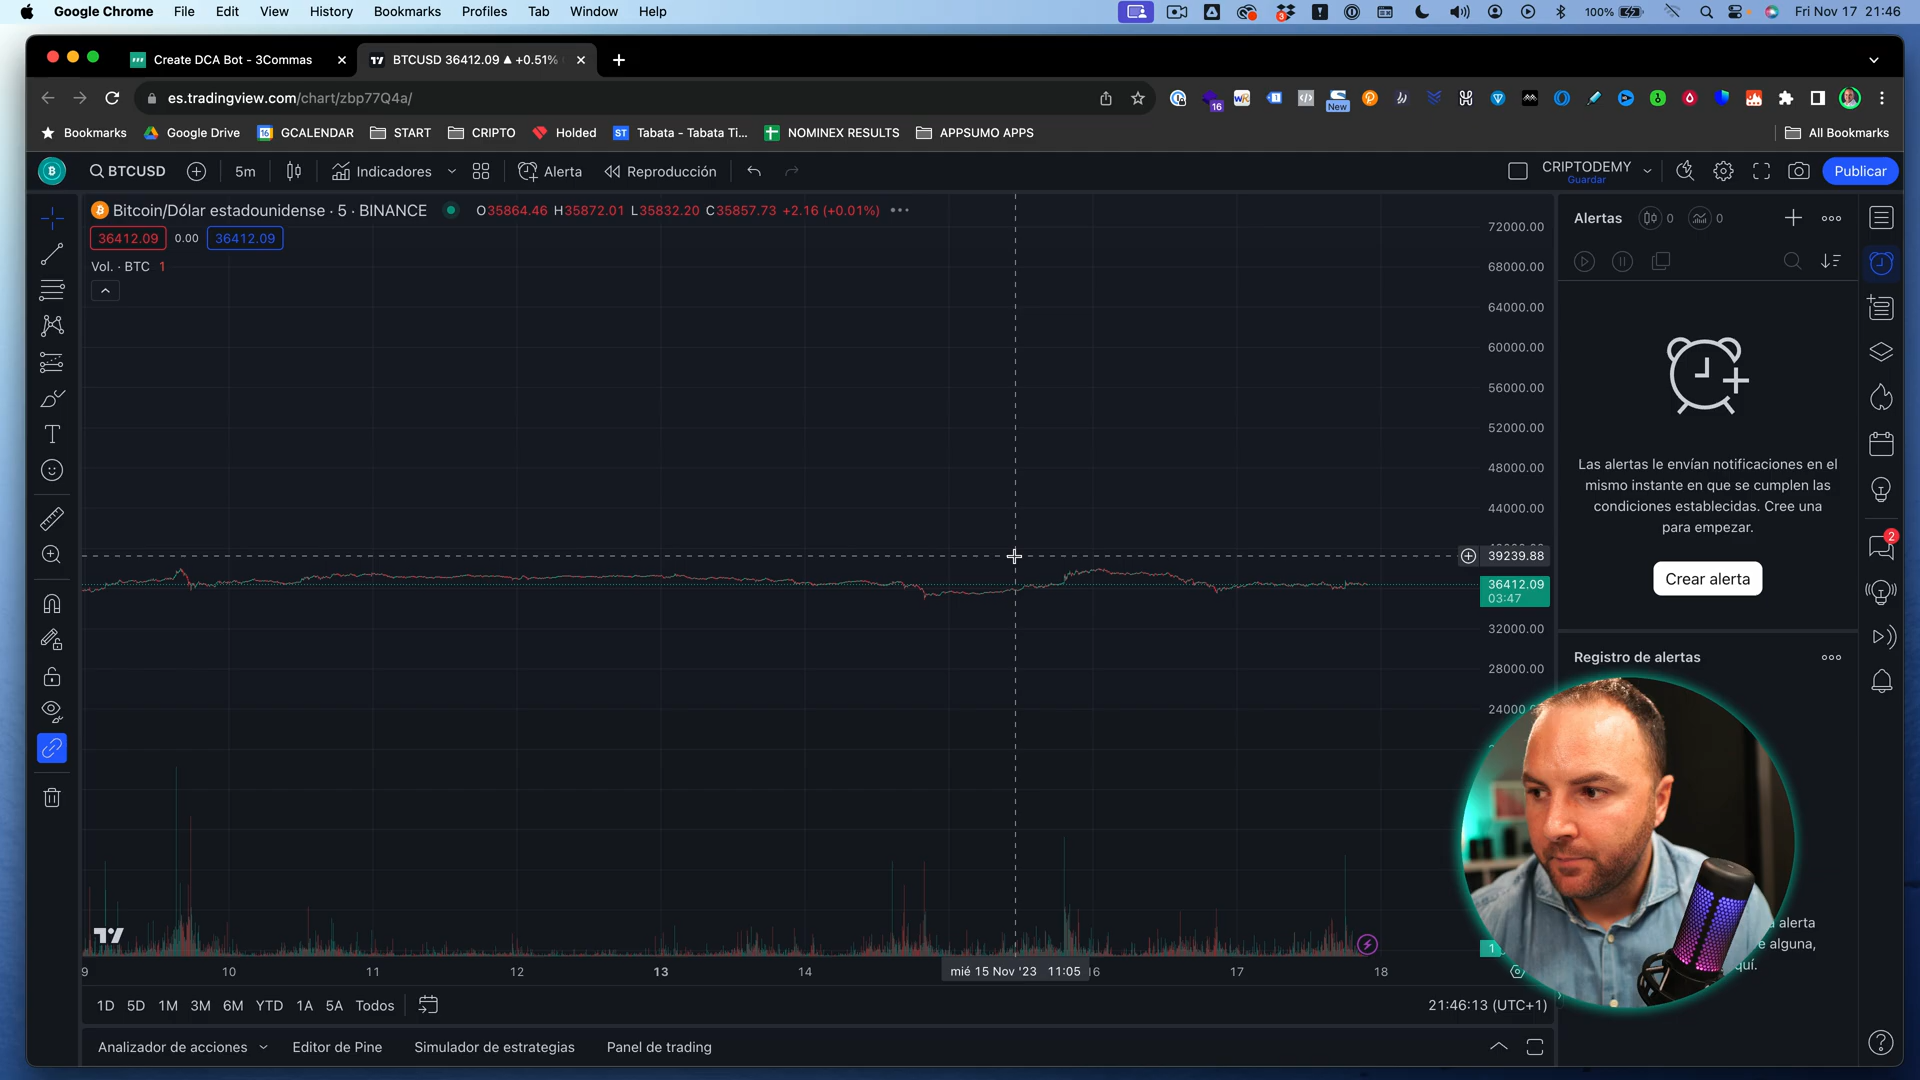 Google Chrome File Edit View History Bookmarks Profiles Tab Window Help
3
100% Fri Nov 17 21:46
Create DCA Bot - 3Commas
BTCUSD 36412.09 ▲ +0.51%
es.tradingview.com/chart/zbp77Q4a/
16
New
Bookmarks Google Drive GCALENDAR START CRIPTO Holded Tabata - Tabata Ti... NOMINEX RESULTS APPSUMO APPS All Bookmarks
BTCUSD 5m Indicadores Alerta Reproducción CRIPTODEMY Publicar
Guardar
Bitcoin/Dólar estadounidense · 5 · BINANCE O35864.46 H35872.01 L35832.20 C35857.73 +2.16 (+0.01%)
36412.09 0.00 36412.09
Vol. · BTC 1
Alertas 0 0
72000.00
68000.00
64000.00
60000.00
56000.00
52000.00
48000.00
44000.00
39239.88
36412.09
03:47
32000.00
28000.00
24000
Las alertas le envían notificaciones en el
mismo instante en que se cumplen las
condiciones establecidas. Cree una
para empezar.
Crear alerta
2
Registro de alertas
alerta
e alguna,
quí.
1
9 10 11 12 13 14 mié 15 Nov '23 11:05 16 17 18
1D 5D 1M 3M 6M YTD 1A 5A Todos 21:46:13 (UTC+1)
Analizador de acciones Editor de Pine Simulador de estrategias Panel de trading